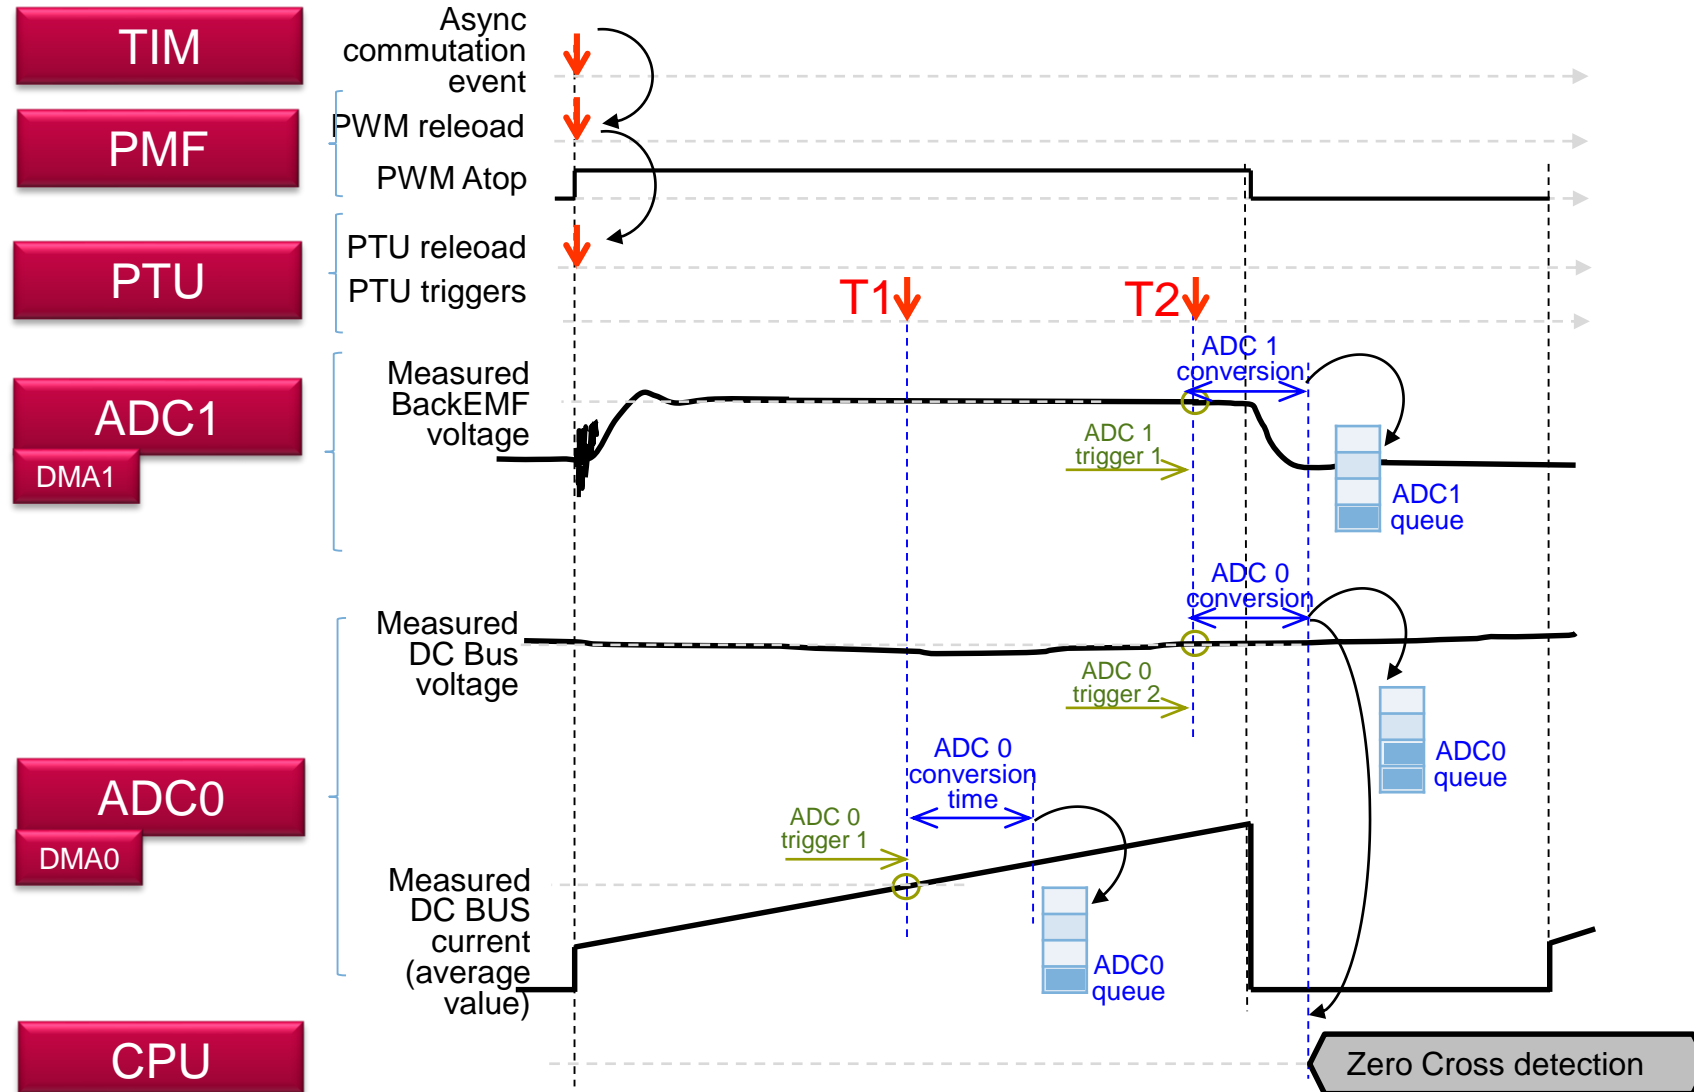 TIM
Async
commutation
event
PMF
PWM releoad
PWM Atop
PTU
PTU releoad
PTU triggers
T1
T2
ADC1
DMA1
Measured
BackEMF
voltage
ADC 1
conversion
ADC 1
trigger 1
ADC1
queue
Measured
DC Bus
voltage
ADC 0
conversion
ADC 0
trigger 2
ADC0
queue
ADC0
DMA0
ADC 0
conversion
time
ADC 0
trigger 1
Measured
DC BUS
current
(average
value)
ADC0
queue
CPU
Zero Cross detection